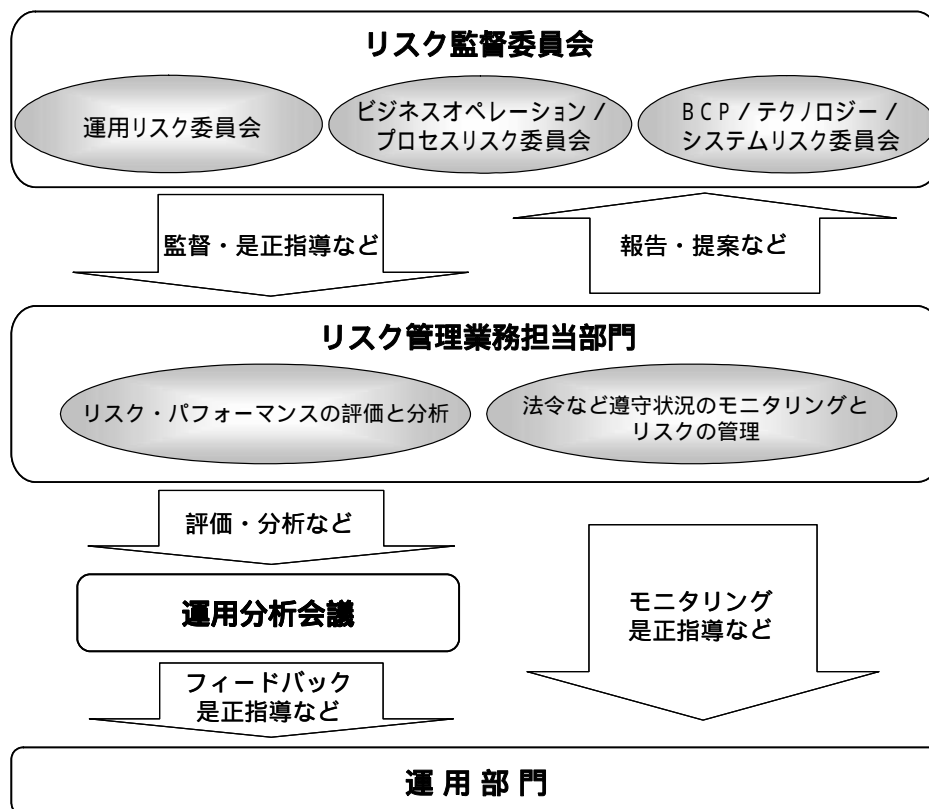 リスク監督委員会
運用リスク委員会
ビジネスオペレーション/
プロセスリスク委員会
BCP/テクノロジー/
システムリスク委員会
監督・是正指導など
報告・提案など
リスク管理業務担当部門
リスク・パフォーマンスの評価と分析
法令など遵守状況のモニタリングと
リスクの管理
評価・分析など
運用分析会議
モニタリング
是正指導など
フィードバック
是正指導など
運 用 部 門